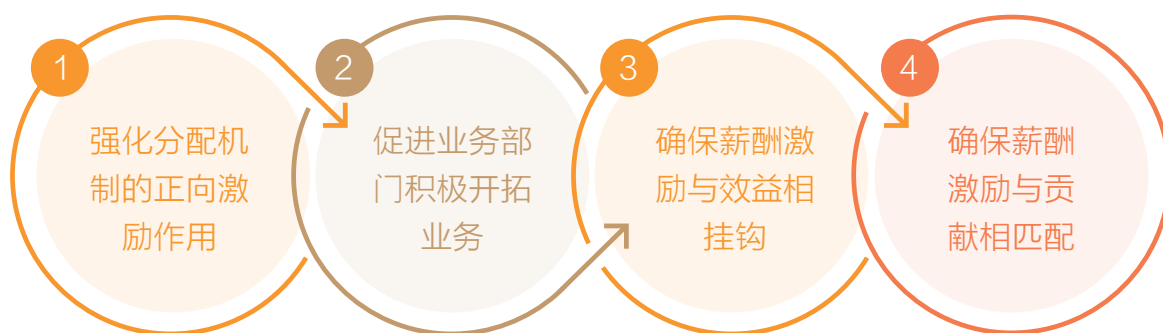 1
强化分配机
制的正向激
励作用
2
促进业务部
门积极开拓
业务
3
确保薪酬激
励与效益相
挂钩
4
确保薪酬
激励与贡
献相匹配